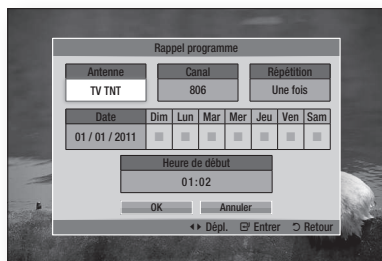 Rappel programme
Antenne Canal Répétition
TV TNT 806 Une fois
Date Dim Lun Mar Mer Jeu Ven Sam
01 / 01 / 2011
Heure de début
01:02
OK Annuler
Dépl. Entrer Retour